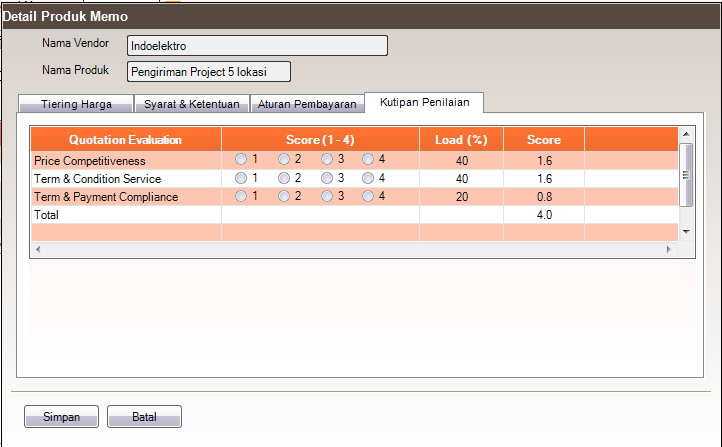 Detail Produk Memo
Nama Vendor Indoelektro
Nama Produk Pengiriman Project 5 lokasi
Tiering Harga Syarat & Ketentuan Aturan Pembayaran Kutipan Penilaian
Quotation Evaluation Score (1 - 4) Load (%) Score
Price Competitiveness 1 2 3 4 40 1.6
Term & Condition Service 1 2 3 4 40 1.6
Term & Payment Compliance 1 2 3 4 20 0.8
Total 4.0
Simpan Batal